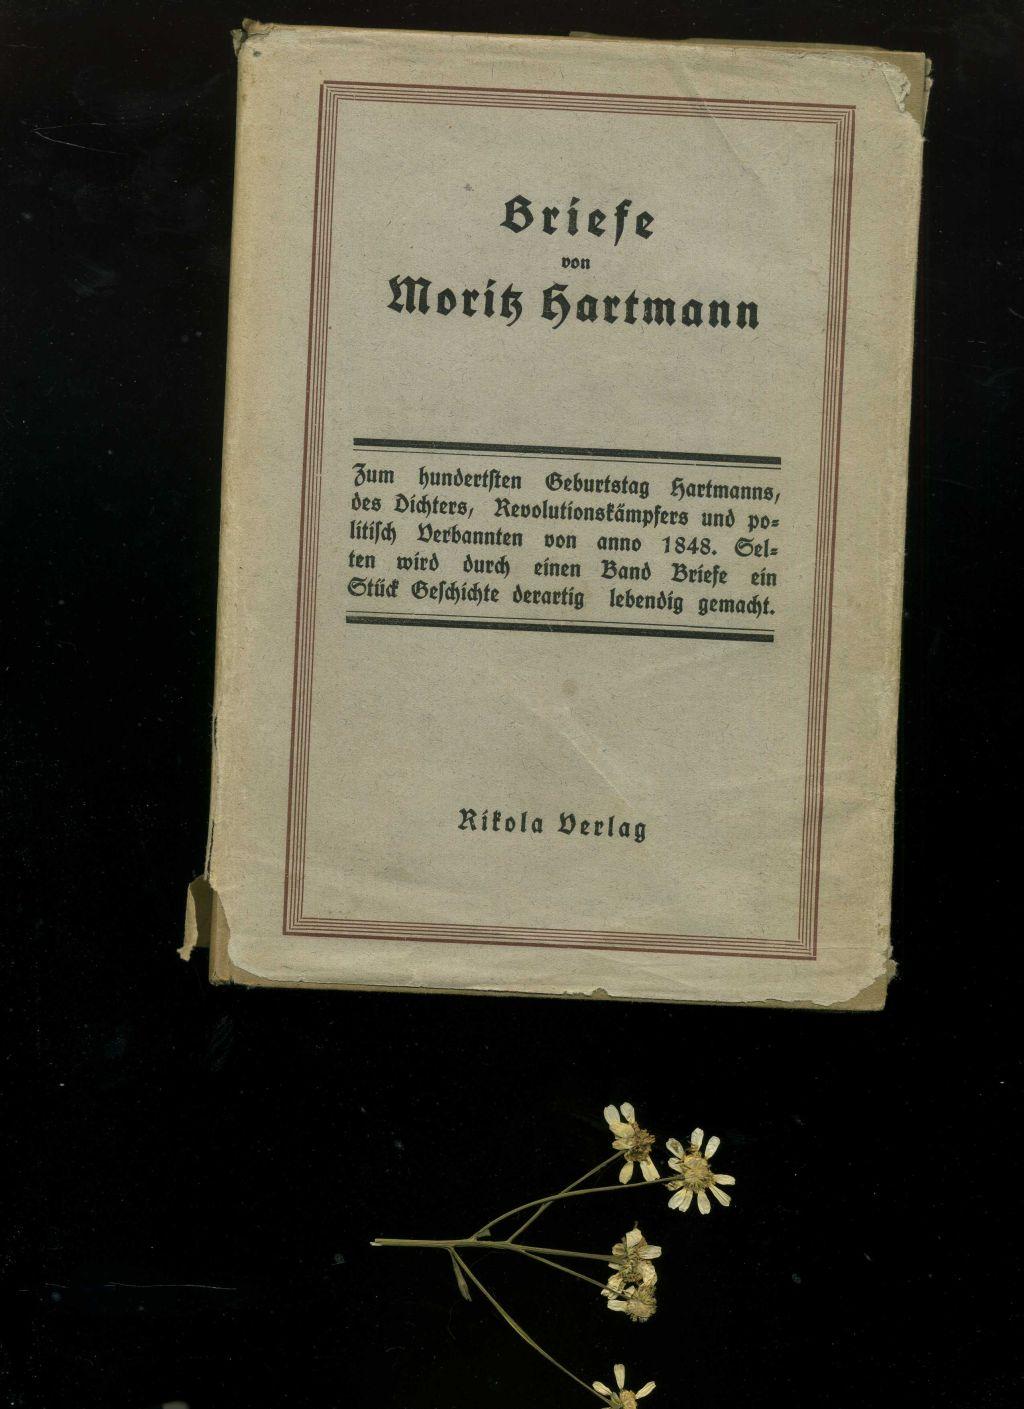 Briefe
von
Moritz Hartmann
Zum hundertſten Geburtstag Hartmanns,
des Dichters, Revolutionskämpfers und po-
litiſch Verbannten von anno 1848. Sel-
ten wird durch einen Band Briefe ein
Stück Geſchichte derartig lebendig gemacht.
Rikola Verlag